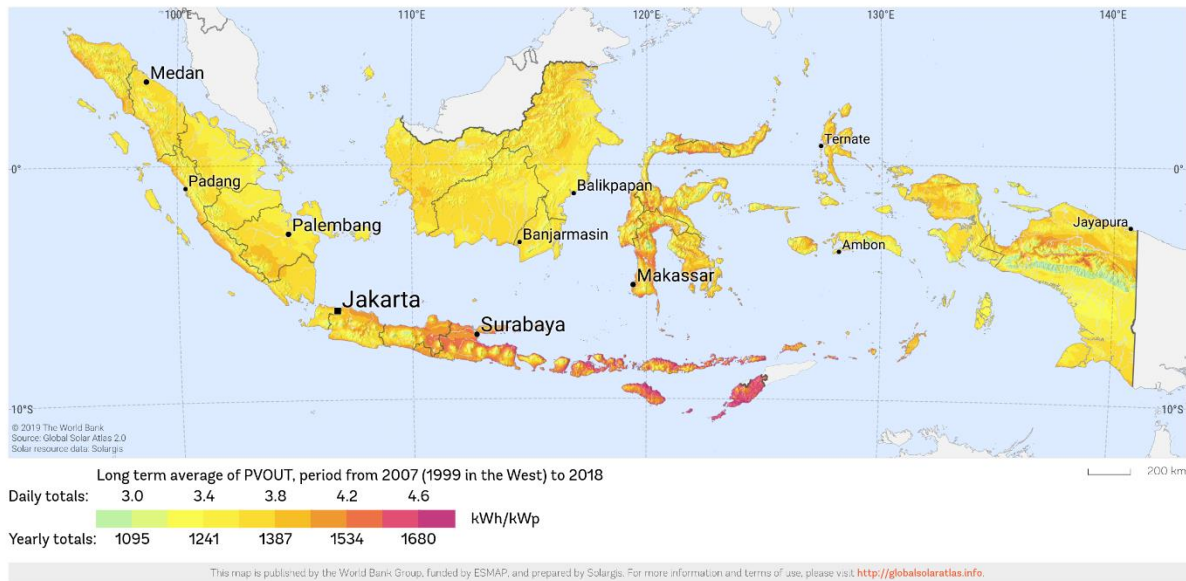 100°E 110°E 120°E 130°E 140°E
Medan
Ternate
0° 0°
Padang
Balikpapan
Palembang
Jayapura
Banjarmasin
Ambon
Makassar
Jakarta
Surabaya
10°S 10°S
© 2019 The World Bank
Source: Global Solar Atlas 2.0
Solar resource data: Solargis
200 km
Long term average of PVOUT, period from 2007 (1999 in the West) to 2018
Daily totals: 3.0 3.4 3.8 4.2 4.6
kWh/kWp
Yearly totals: 1095 1241 1387 1534 1680
This map is published by the World Bank Group, funded by ESMAP, and prepared by Solargis. For more information and terms of use, please visit http://globalsolaratlas.info.